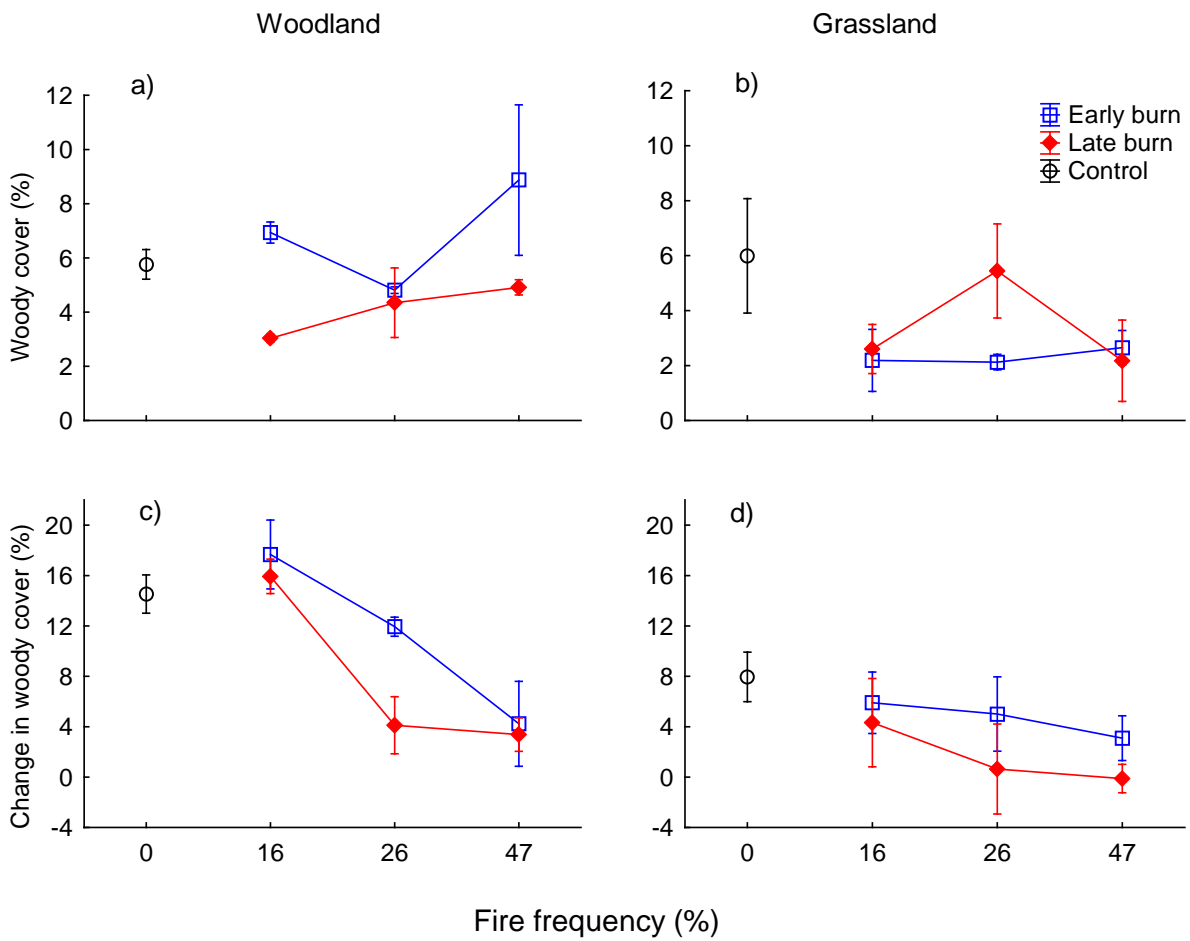 Woodland
Grassland
a)
Woody cover (%)
12
10
8
6
4
2
0
b)
12
10
8
6
4
2
0
Early burn
Late burn
Control
c)
Change in woody cover (%)
20
16
12
8
4
0
-4
0 16 26 47
d)
20
16
12
8
4
0
-4
0 16 26 47
Fire frequency (%)